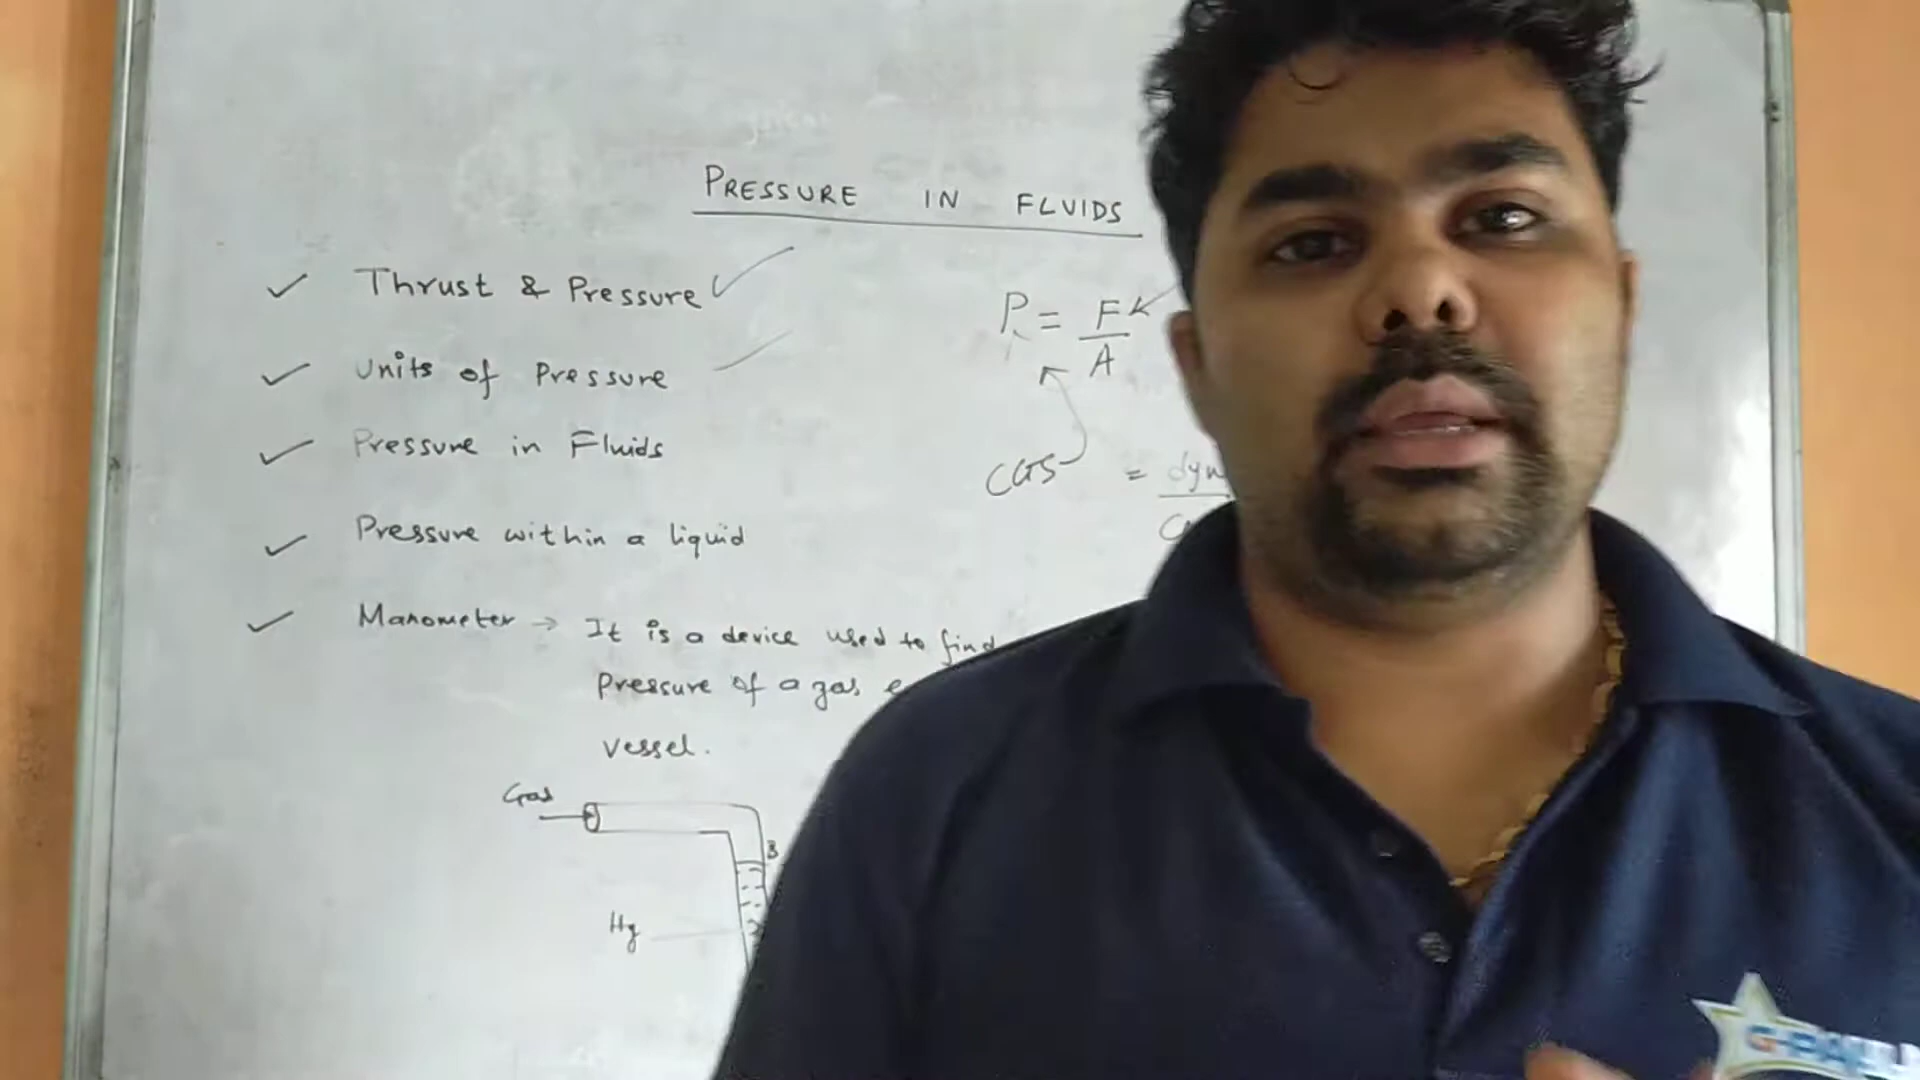 PRESSURE IN FLUIDS
✓ Thrust & Pressure ✓
✓ Units of Pressure
✓ Pressure in Fluids
✓ Pressure within a liquid
✓ Manometer → It is a device used to find
Pressure of a gas
vessel.
P = F
A
CGS = dyn
Gas
B
Hg